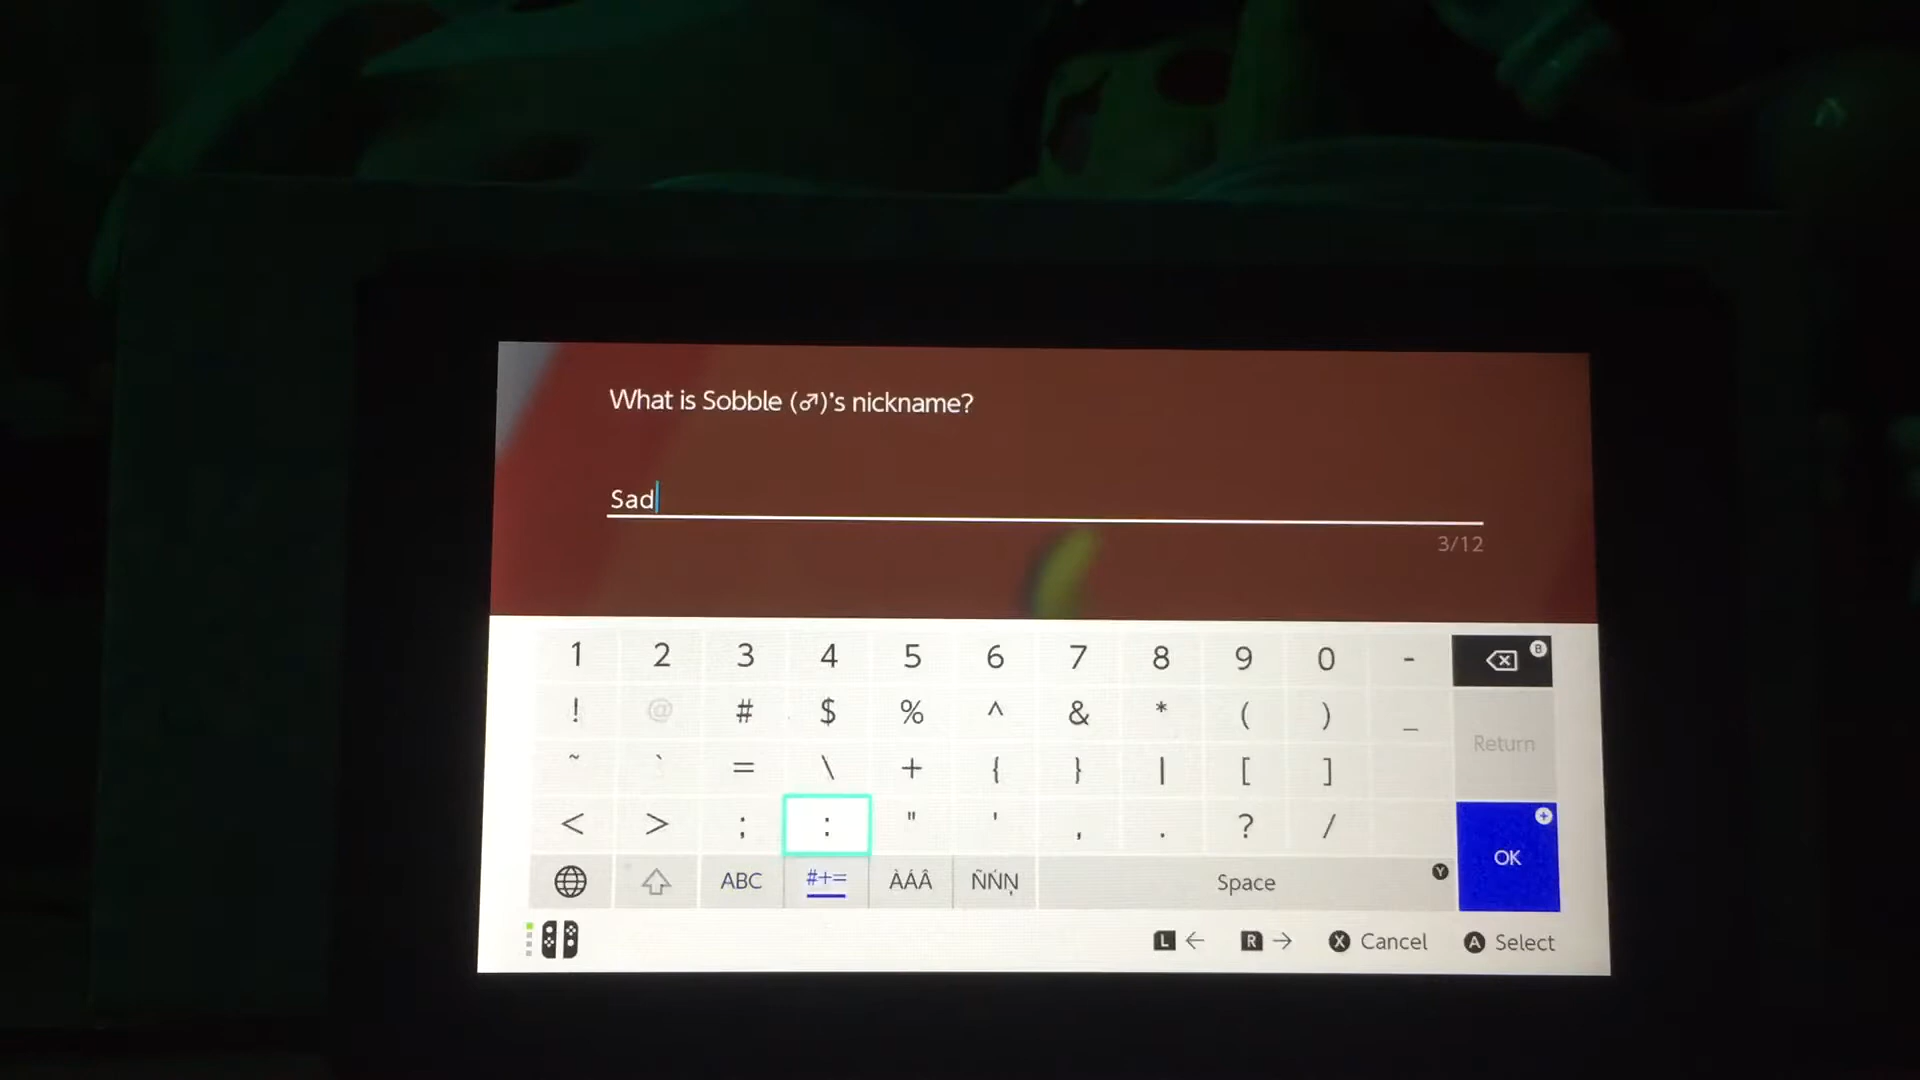 What is Sobble (♂)'s nickname?
Sad
3/12
1 2 3 4 5 6 7 8 9 0 -
! @ # $ % ^ & * ( ) _
~ ` = \ + { } | [ ]
Return
< > ; : " ' , . ? /
OK
ABC #+= ÀÁÂ ÑŃŅ Space
L ← R → X Cancel A Select